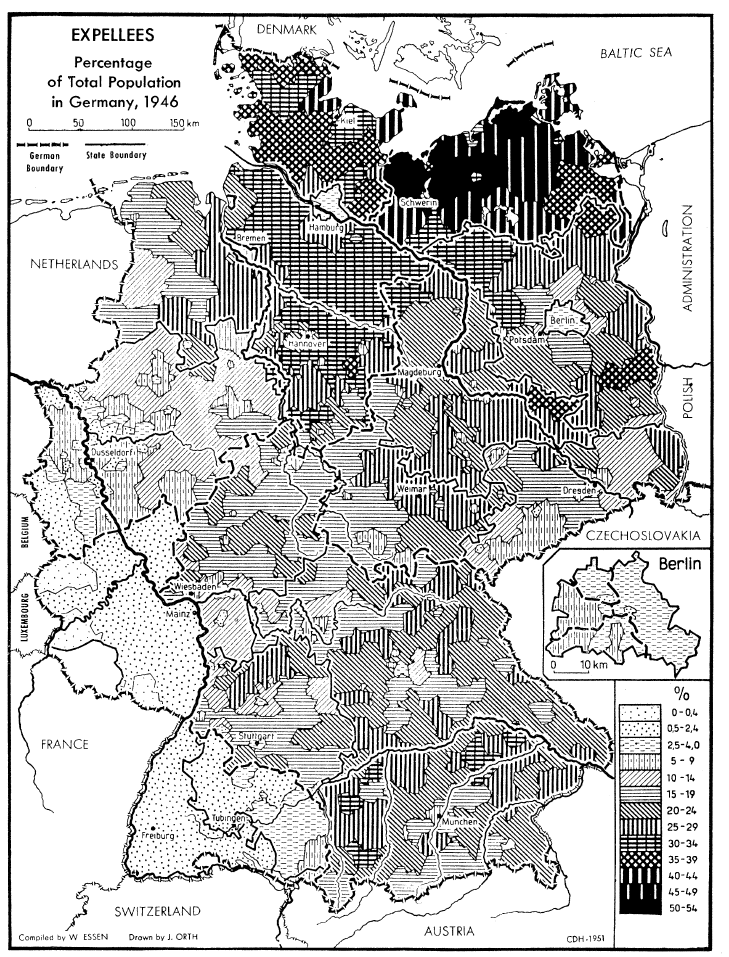 EXPELLEES
Percentage
of Total Population
in Germany, 1946
0 50 100 150 km
German
Boundary
State Boundary
DENMARK
BALTIC SEA
Kiel
Schwerin
Hamburg
Bremen
NETHERLANDS
POLISH ADMINISTRATION
Berlin
Potsdam
Hannover
Magdeburg
Düsseldorf
Weimar
Dresden
BELGIUM
CZECHOSLOVAKIA
Wiesbaden
Mainz
LUXEMBOURG
Berlin
0 10 km
FRANCE
Stuttgart
Tübingen
Freiburg
München
SWITZERLAND
AUSTRIA
%
0-0,4
0,5-2,4
2,5-4,0
5 - 9
10 -14
15 -19
20-24
25-29
30-34
35-39
40-44
45-49
50-54
Compiled by W. ESSEN Drawn by J. ORTH
CDH-1951